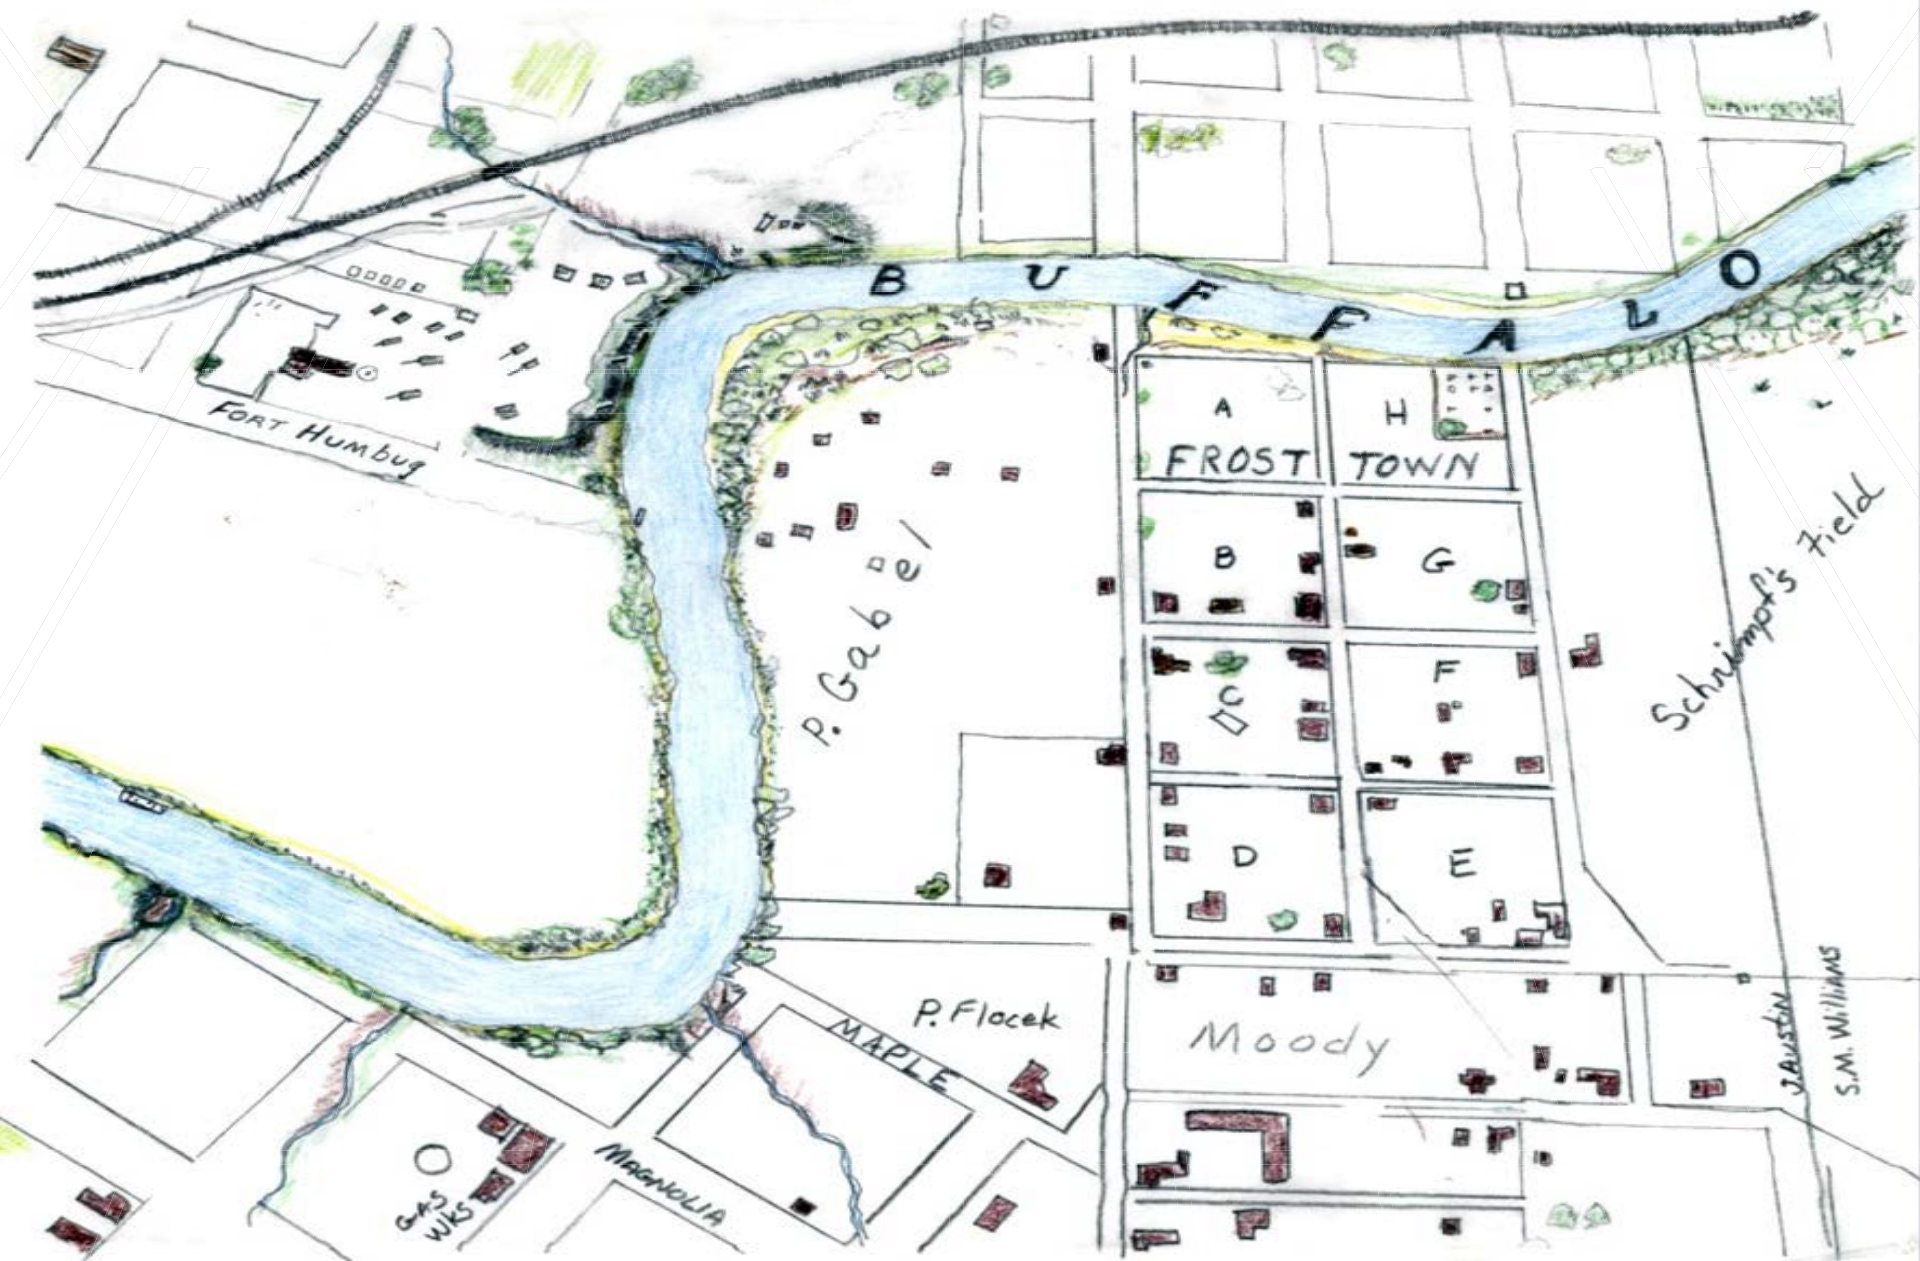 BUFFALO
FORT HUMbug
A
H
FROST TOWN
B
G
P. Gabel
Schrimpf's Field
C
F
D
E
P. Flocek
MAPLE
Moody
J. AUSTIN
S.M. WilliAMS
MAGNOLIA
GAS
WKS